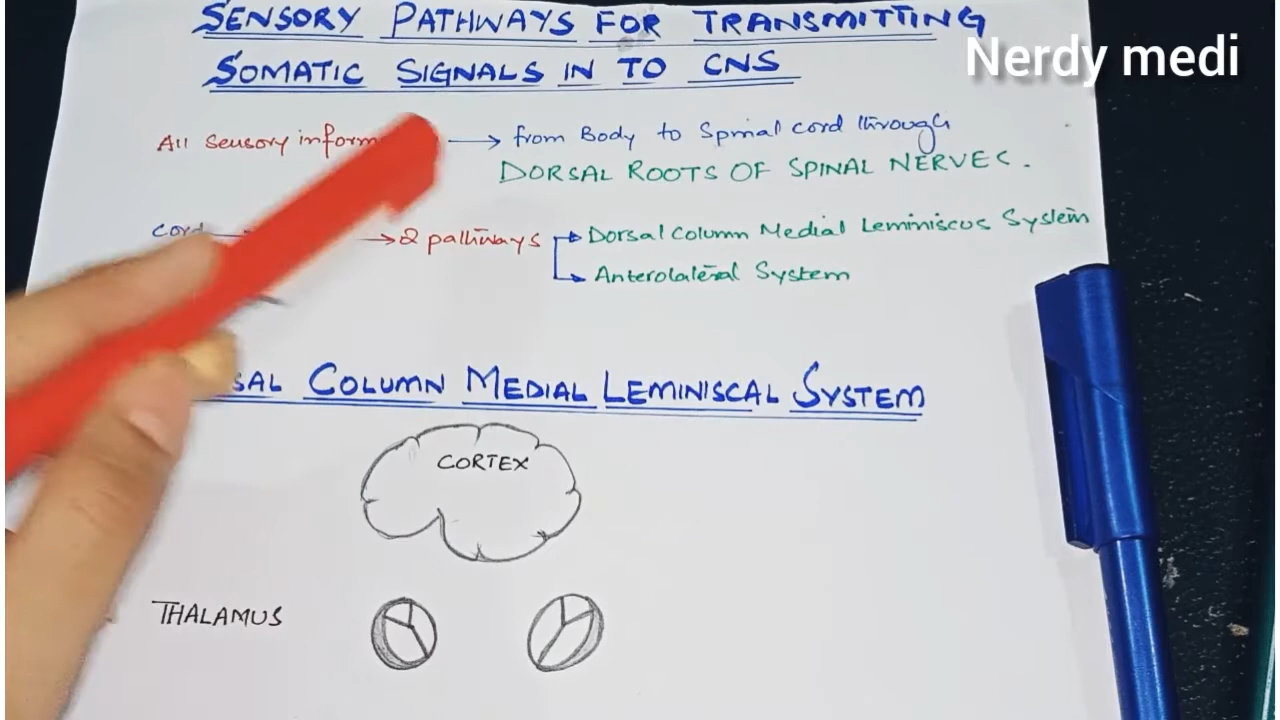 SENSORY PATHWAYS FOR TRANSMITTING
SOMATIC SIGNALS IN TO CNS
Nerdy medi
All sensory inform → from Body to Spinal cord through
DORSAL ROOTS OF SPINAL NERVES.
Cord → 2 pathways → Dorsal Column Medial Leminiscus System
→ Anterolateral System
SAL COLUMN MEDIAL LEMINISCAL SYSTEM
CORTEX
THALAMUS